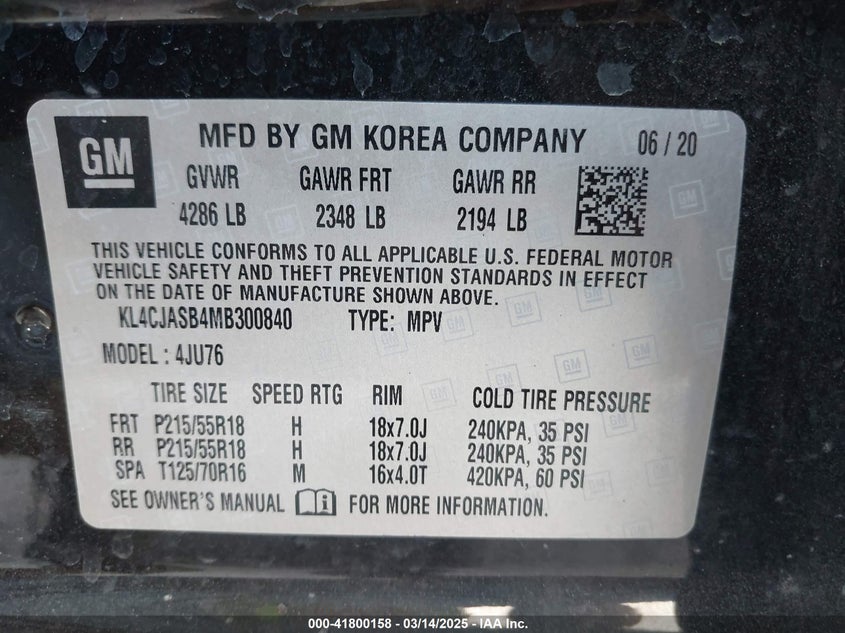 GM
MFD BY GM KOREA COMPANY 06 / 20
GVWR GAWR FRT GAWR RR
4286 LB 2348 LB 2194 LB
THIS VEHICLE CONFORMS TO ALL APPLICABLE U.S. FEDERAL MOTOR
VEHICLE SAFETY AND THEFT PREVENTION STANDARDS IN EFFECT
ON THE DATE OF MANUFACTURE SHOWN ABOVE.
KL4CJASB4MB300840 TYPE: MPV
MODEL : 4JU76
TIRE SIZE SPEED RTG RIM COLD TIRE PRESSURE
FRT P215/55R18 H 18x7.0J 240KPA, 35 PSI
RR P215/55R18 H 18x7.0J 240KPA, 35 PSI
SPA T125/70R16 M 16x4.0T 420KPA, 60 PSI
SEE OWNER'S MANUAL FOR MORE INFORMATION.
000-41800158 - 03/14/2025 - IAA Inc.